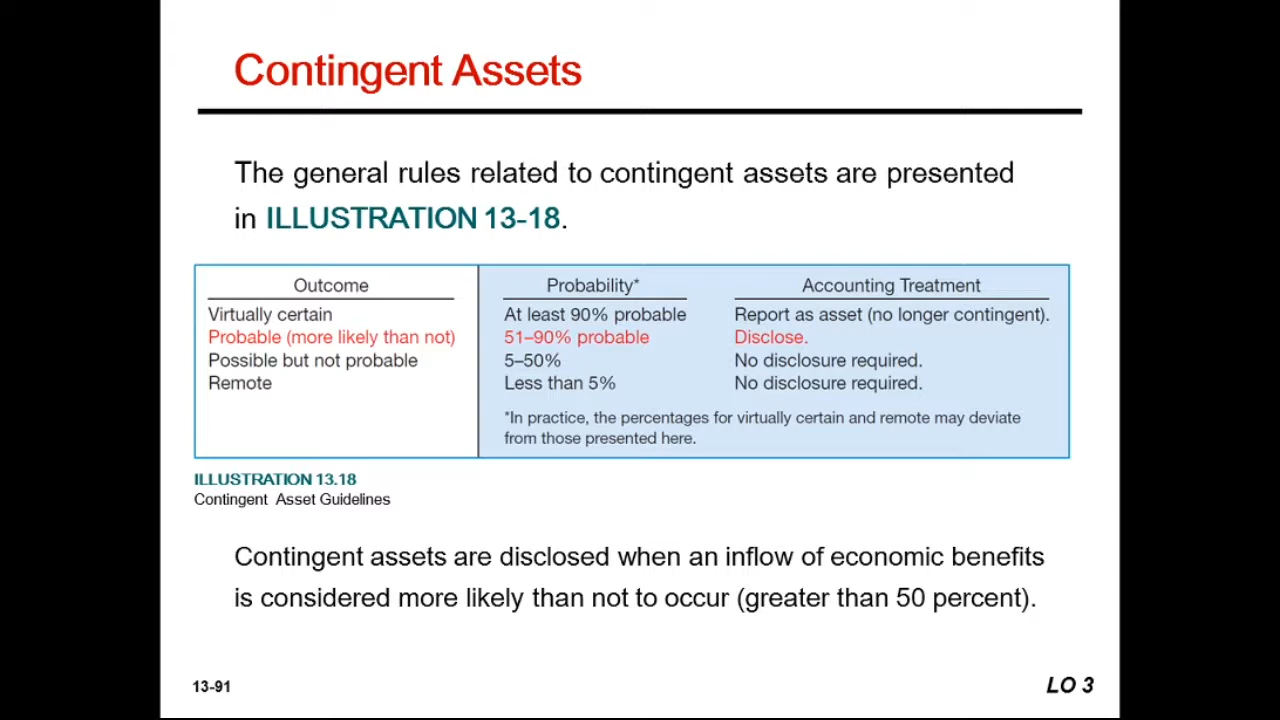 Contingent Assets
The general rules related to contingent assets are presented
in ILLUSTRATION 13-18.
Outcome Probability* Accounting Treatment
Virtually certain At least 90% probable Report as asset (no longer contingent).
Probable (more likely than not) 51–90% probable Disclose.
Possible but not probable 5–50% No disclosure required.
Remote Less than 5% No disclosure required.
*In practice, the percentages for virtually certain and remote may deviate
from those presented here.
ILLUSTRATION 13.18
Contingent Asset Guidelines
Contingent assets are disclosed when an inflow of economic benefits
is considered more likely than not to occur (greater than 50 percent).
13-91 LO 3